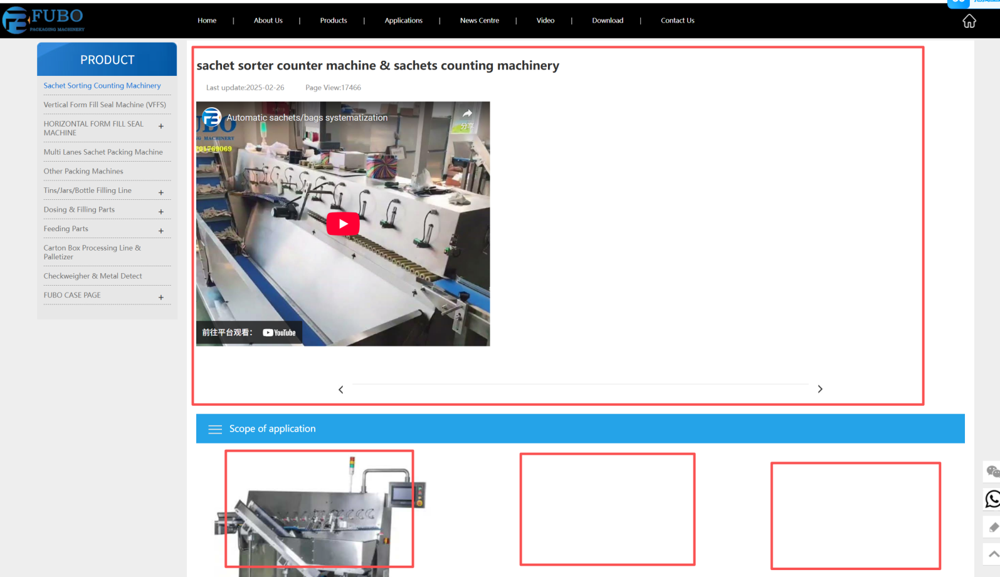 FUBO
PACKAGING MACHINERY
Home | About Us | Products | Applications | News Centre | Video | Download | Contact Us
PRODUCT
Sachet Sorting Counting Machinery
Vertical Form Fill Seal Machine (VFFS)
HORIZONTAL FORM FILL SEAL +
MACHINE
Multi Lanes Sachet Packing Machine
Other Packing Machines
Tins/Jars/Bottle Filling Line +
Dosing & Filling Parts +
Feeding Parts +
Carton Box Processing Line &
Palletizer
Checkweigher & Metal Detect
FUBO CASE PAGE +
sachet sorter counter machine & sachets counting machinery
Last update:2025-02-26 Page View:17466
Automatic sachets/bags systematization
分享
MACHINERY
前往平台观看： YouTube
Scope of application